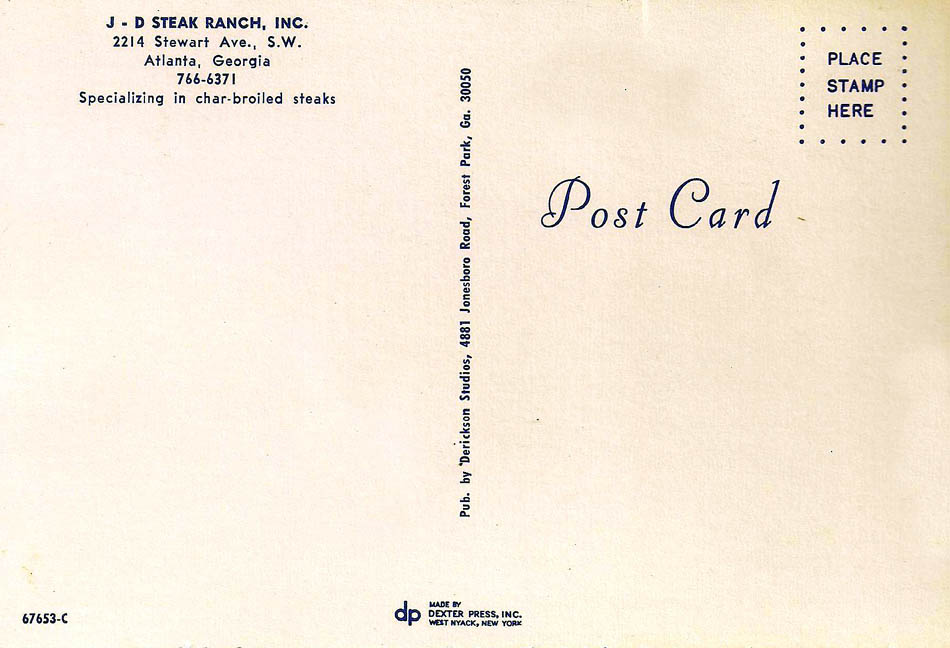 J - D STEAK RANCH, INC.
2214 Stewart Ave., S.W.
Atlanta, Georgia
766-6371
Specializing in char-broiled steaks
Pub. by 'Derickson Studios, 4881 Jonesboro Road, Forest Park, Ga. 30050
PLACE
STAMP
HERE
Post Card
67653-C
dp
MADE BY
DEXTER PRESS, INC.
WEST NYACK, NEW YORK